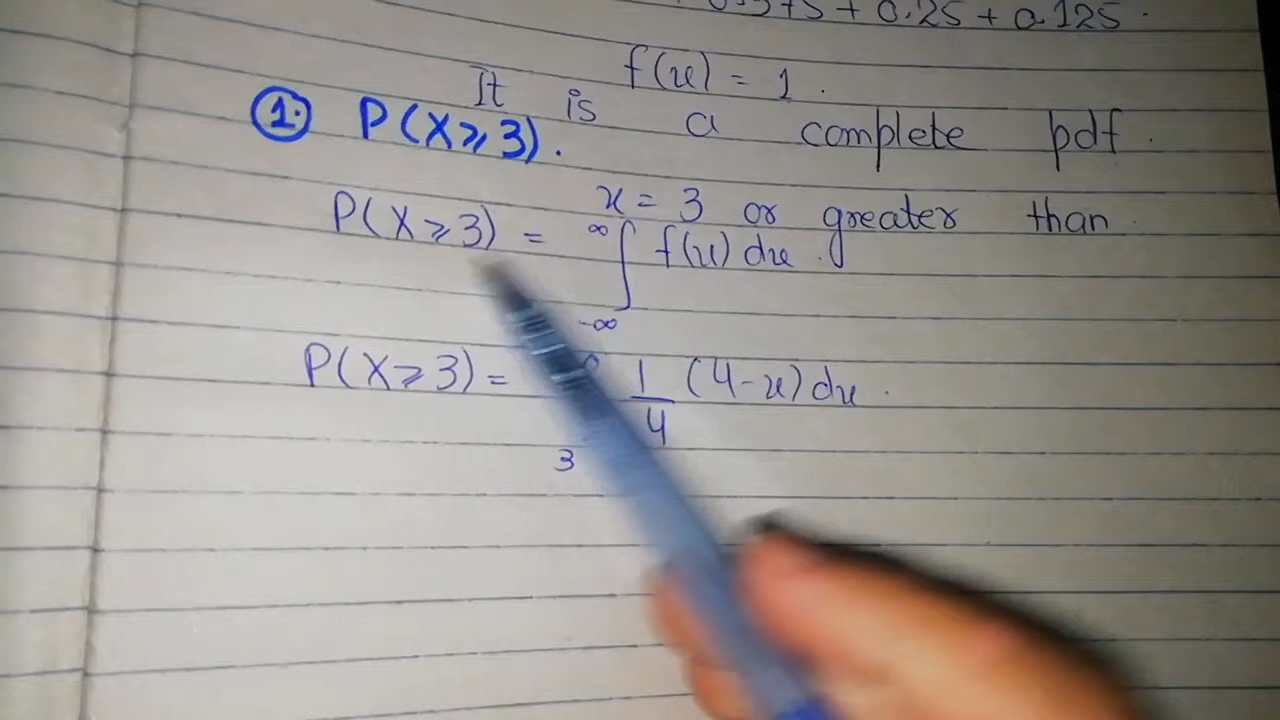 + 0.25 + 0.125.
f(x) = 1.
It is a complete pdf.
1. P(X ≥ 3).
x = 3 or greater than
P(X ≥ 3) = ∫_{-∞}^{∞} f(x) dx.
P(X ≥ 3) = 3 1/4 (4-x) dx.